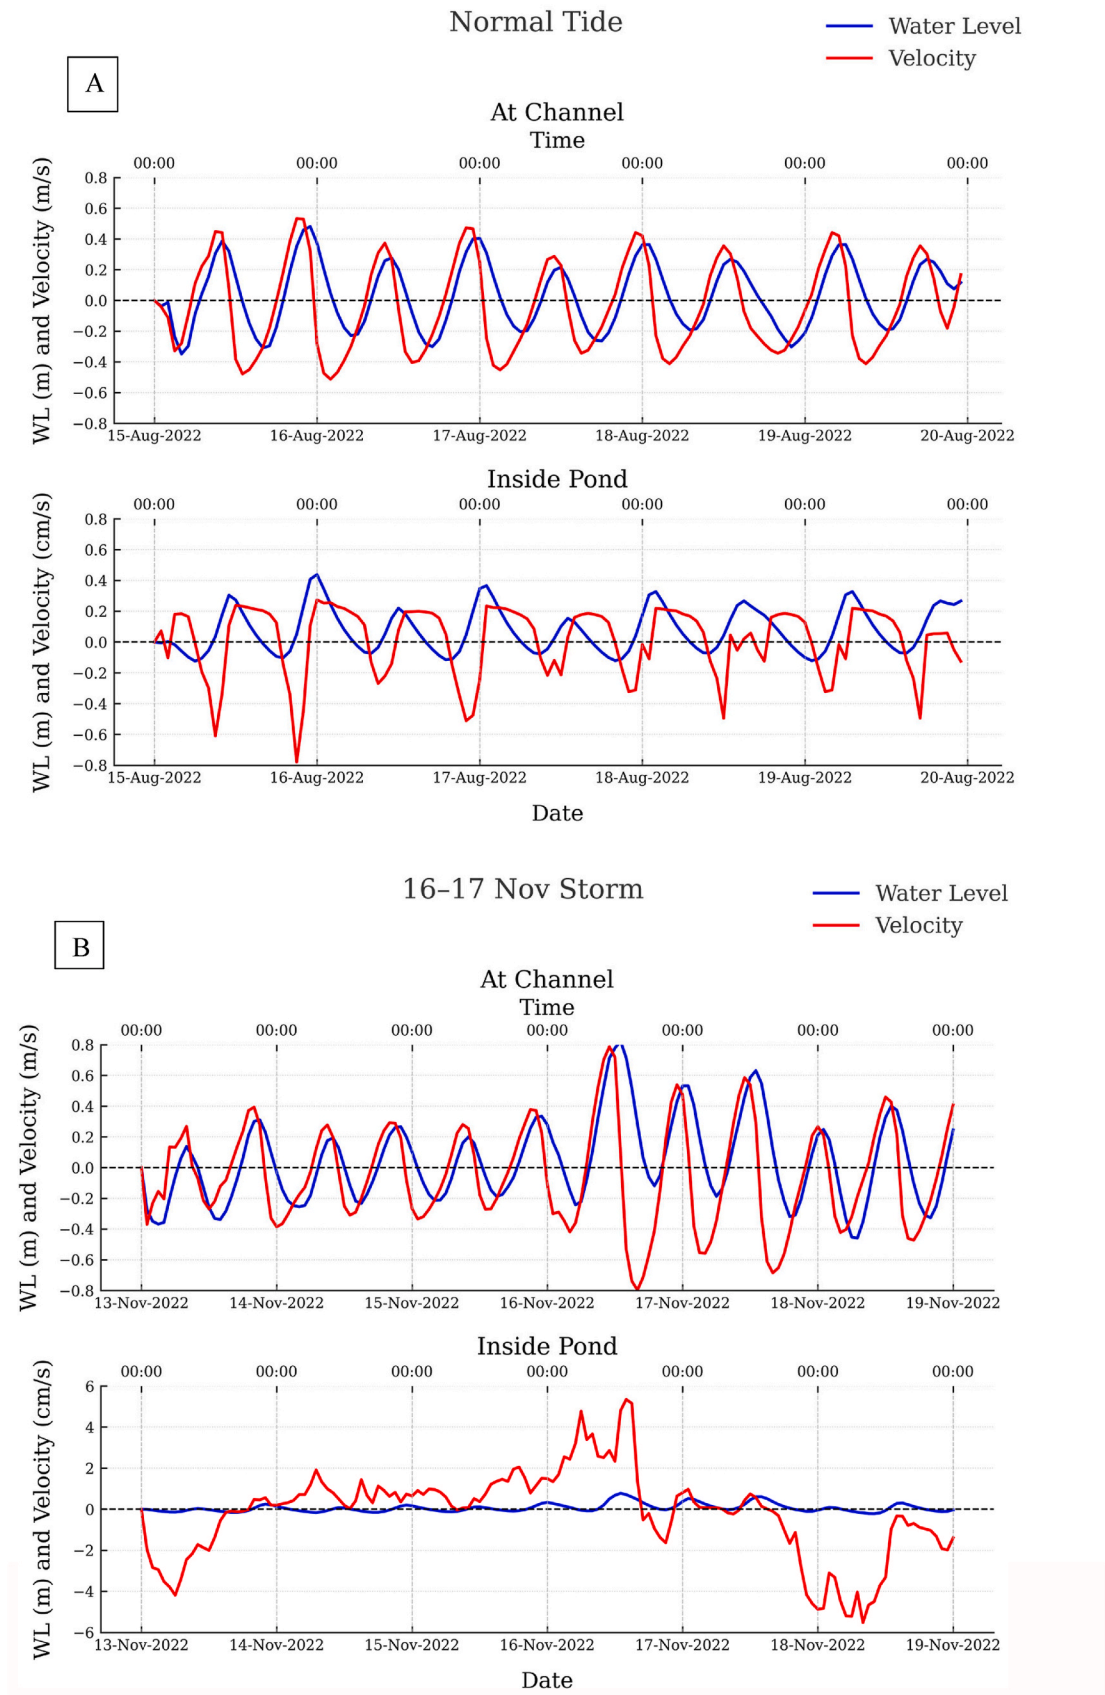 Normal Tide
Water Level
Velocity
A
At Channel
Time
00:00 00:00 00:00 00:00 00:00 00:00
WL (m) and Velocity (m/s)
0.8
0.6
0.4
0.2
0.0
−0.2
−0.4
−0.6
−0.8
15-Aug-2022 16-Aug-2022 17-Aug-2022 18-Aug-2022 19-Aug-2022 20-Aug-2022
Inside Pond
00:00 00:00 00:00 00:00 00:00 00:00
WL (m) and Velocity (cm/s)
0.8
0.6
0.4
0.2
0.0
−0.2
−0.4
−0.6
−0.8
15-Aug-2022 16-Aug-2022 17-Aug-2022 18-Aug-2022 19-Aug-2022 20-Aug-2022
Date
16–17 Nov Storm
Water Level
Velocity
B
At Channel
Time
00:00 00:00 00:00 00:00 00:00 00:00 00:00
WL (m) and Velocity (m/s)
0.8
0.6
0.4
0.2
0.0
−0.2
−0.4
−0.6
−0.8
13-Nov-2022 14-Nov-2022 15-Nov-2022 16-Nov-2022 17-Nov-2022 18-Nov-2022 19-Nov-2022
Inside Pond
00:00 00:00 00:00 00:00 00:00 00:00 00:00
WL (m) and Velocity (cm/s)
6
4
2
0
−2
−4
−6
13-Nov-2022 14-Nov-2022 15-Nov-2022 16-Nov-2022 17-Nov-2022 18-Nov-2022 19-Nov-2022
Date